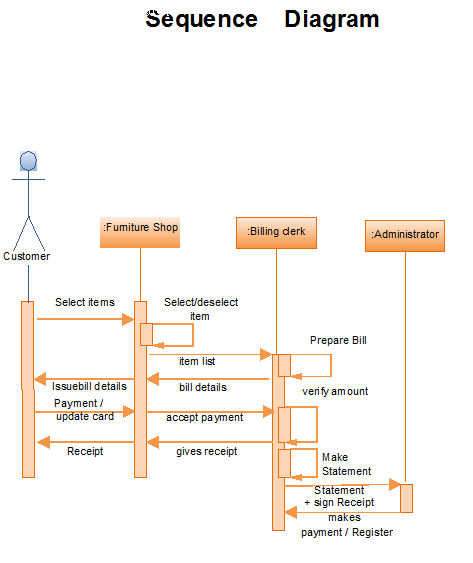 Sequence Diagram
Customer
:Furniture Shop
:Billing clerk
:Administrator
Select items
Select/deselect
item
item list
Prepare Bill
Issuebill details
bill details
verify amount
Payment /
update card
accept payment
Receipt
gives receipt
Make
Statement
Statement
+ sign Receipt
makes
payment / Register